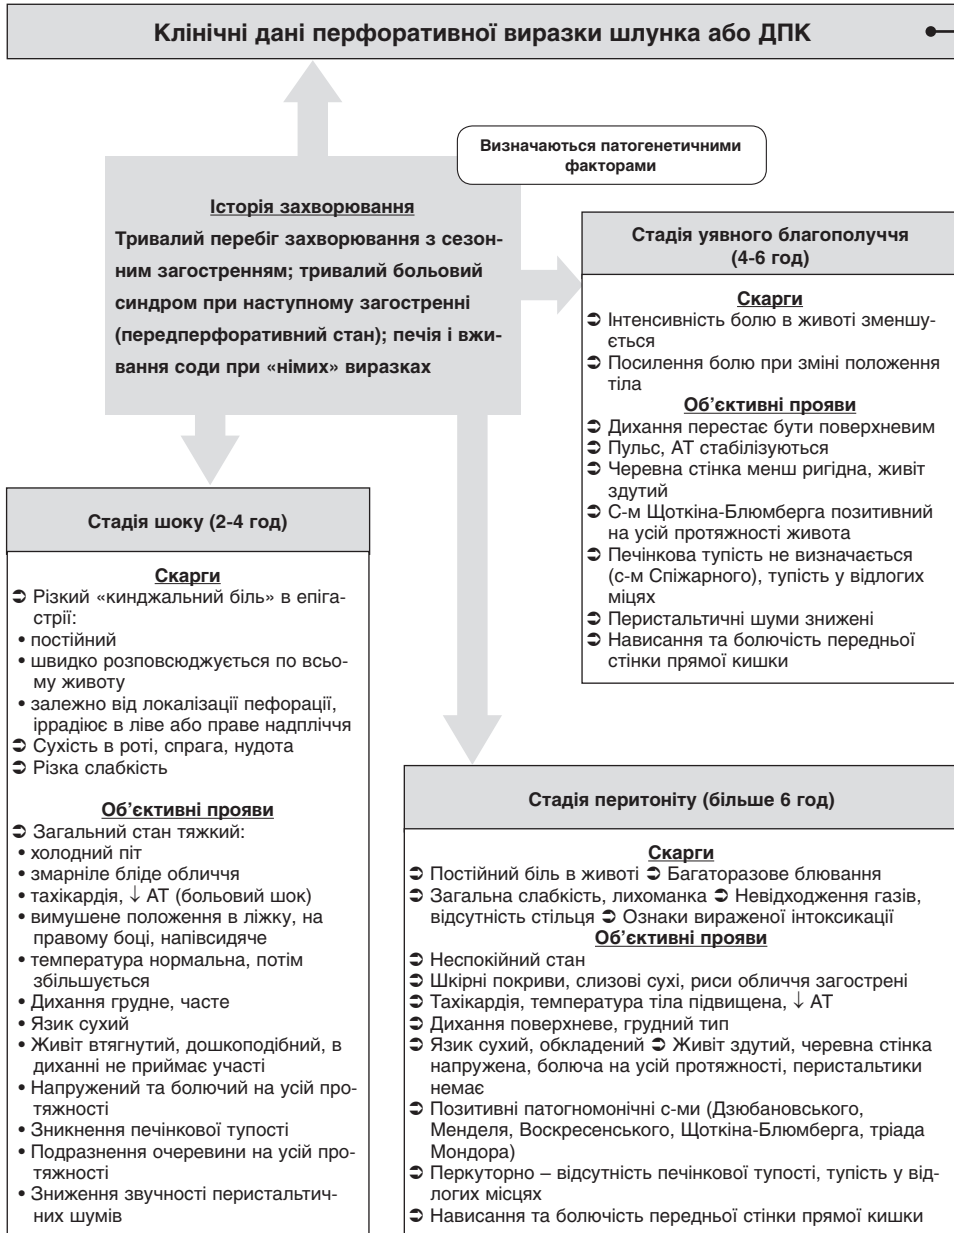 Клінічні дані перфоративної виразки шлунка або ДПК
Визначаються патогенетичними
факторами
Історія захворювання
Тривалий перебіг захворювання з сезон-
ним загостренням; тривалий больовий
синдром при наступному загостренні
(передперфоративний стан); печія і вжи-
вання соди при «німих» виразках
Стадія уявного благополуччя
(4-6 год)
Скарги
➲ Інтенсивність болю в животі зменшу-
ється
➲ Посилення болю при зміні положення
тіла
Об’єктивні прояви
➲ Дихання перестає бути поверхневим
➲ Пульс, АТ стабілізуються
➲ Черевна стінка менш ригідна, живіт
здутий
➲ С-м Щоткіна-Блюмберга позитивний
на усій протяжності живота
➲ Печінкова тупість не визначається
(с-м Спіжарного), тупість у відлогих
міцях
➲ Перистальтичні шуми знижені
➲ Нависання та болючість передньої
стінки прямої кишки
Стадія шоку (2-4 год)
Скарги
➲ Різкий «кинджальний біль» в епіга-
стрії:
• постійний
• швидко розповсюджується по всьо-
му животу
• залежно від локалізації пефорації,
іррадіює в ліве або праве надпліччя
➲ Сухість в роті, спрага, нудота
➲ Різка слабкість
Об’єктивні прояви
➲ Загальний стан тяжкий:
• холодний піт
• змарніле бліде обличчя
• тахікардія, ↓ АТ (больовий шок)
• вимушене положення в ліжку, на
правому боці, напівсидяче
• температура нормальна, потім
збільшується
• Дихання грудне, часте
• Язик сухий
• Живіт втягнутий, дошкоподібний, в
диханні не приймає участі
• Напружений та болючий на усій про-
тяжності
• Зникнення печінкової тупості
• Подразнення очеревини на усій про-
тяжності
• Зниження звучності перистальтич-
них шумів
Стадія перитоніту (більше 6 год)
Скарги
➲ Постійний біль в животі ➲ Багаторазове блювання
➲ Загальна слабкість, лихоманка ➲ Невідходження газів,
відсутність стільця ➲ Ознаки вираженої інтоксикації
Об’єктивні прояви
➲ Неспокійний стан
➲ Шкірні покриви, слизові сухі, риси обличчя загострені
➲ Тахікардія, температура тіла підвищена, ↓ АТ
➲ Дихання поверхневе, грудний тип
➲ Язик сухий, обкладений ➲ Живіт здутий, черевна стінка
напружена, болюча на усій протяжності, перистальтики
немає
➲ Позитивні патогномонічні с-ми (Дзюбановського,
Менделя, Воскресенського, Щоткіна-Блюмберга, тріада
Мондора)
➲ Перкуторно – відсутність печінкової тупості, тупість у від-
логих місцях
➲ Нависання та болючість передньої стінки прямої кишки